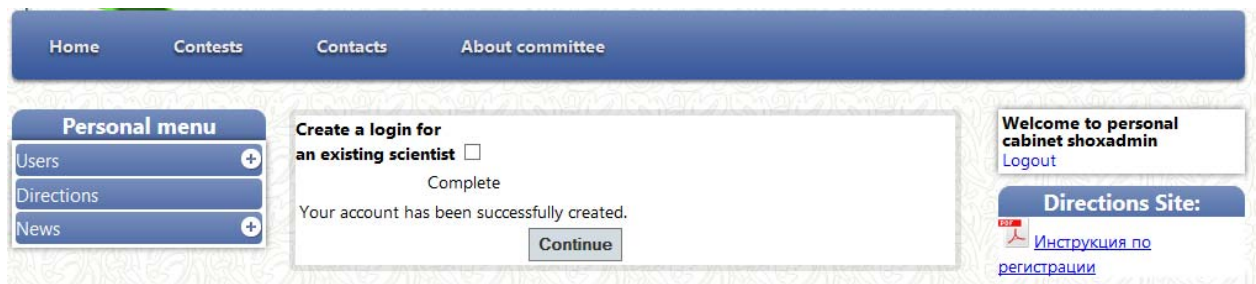 Home Contests Contacts About committee
Personal menu
Users
Directions
News
Create a login for
an existing scientist
Complete
Your account has been successfully created.
Continue
Welcome to personal
cabinet shoxadmin
Logout
Directions Site:
PDF
Инструкция по
регистрации